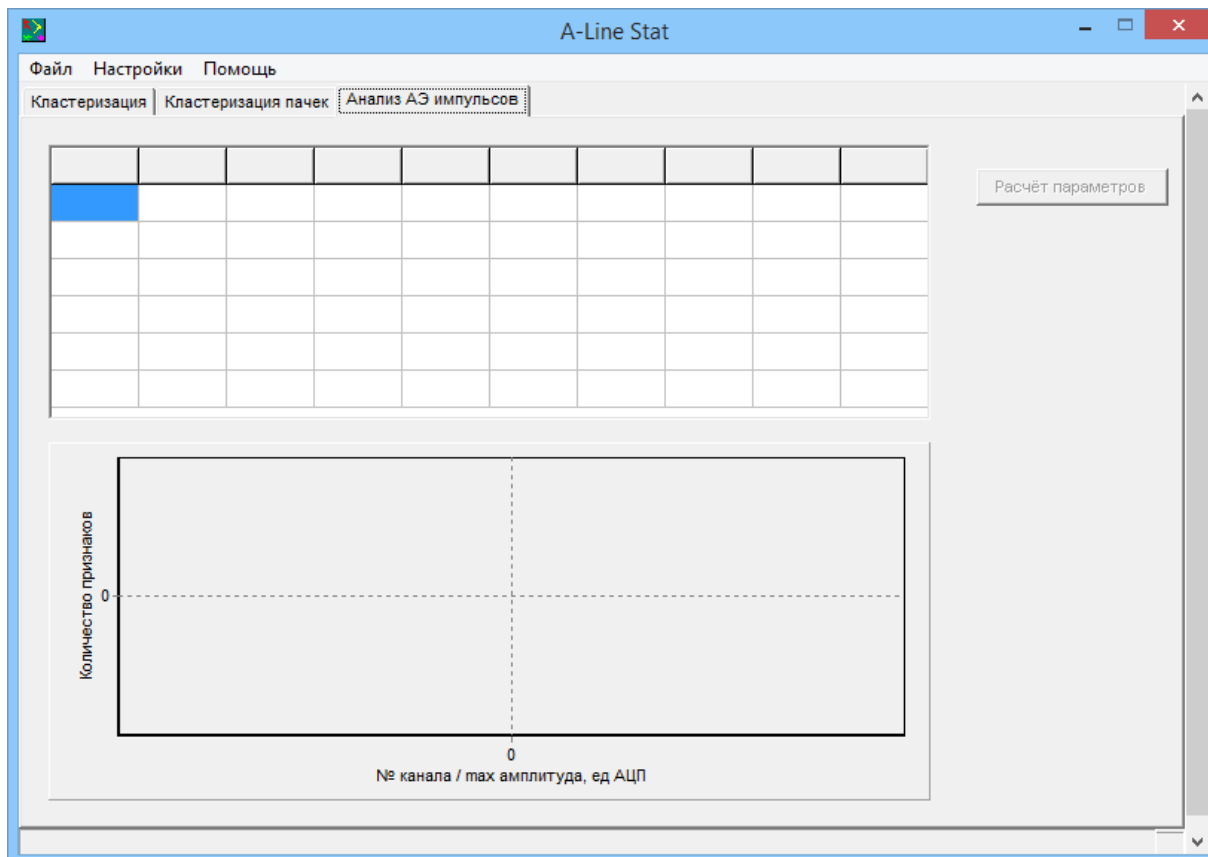 A-Line Stat
Файл Настройки Помощь
Кластеризация Кластеризация пачек Анализ АЭ импульсов
Расчёт параметров
Количество признаков
0
0
№ канала / max амплитуда, ед АЦП